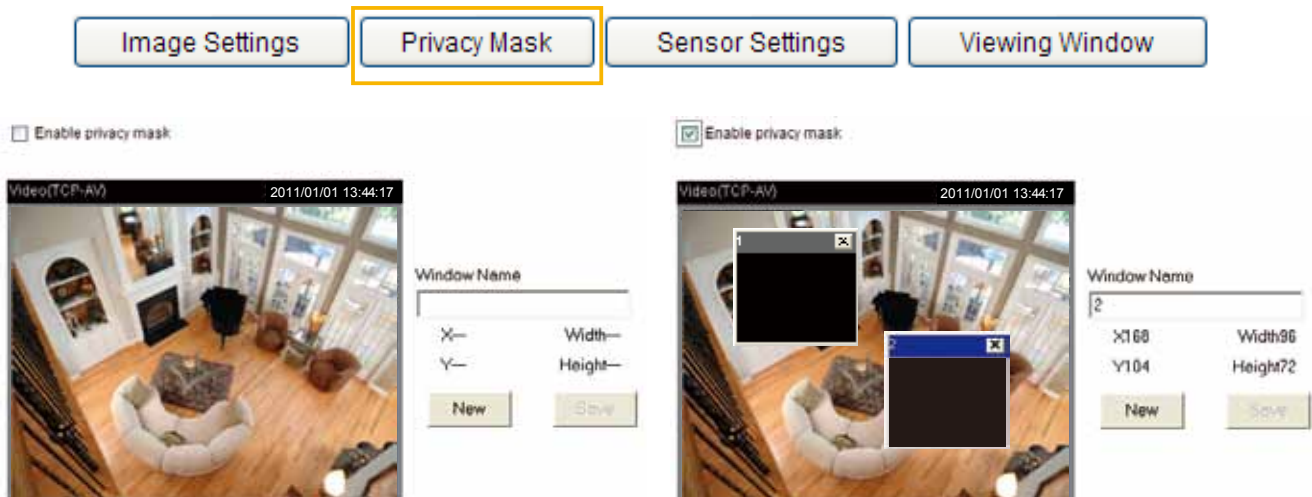 Image Settings
Privacy Mask
Sensor Settings
Viewing Window
Enable privacy mask
Video(TCP-AV) 2011/01/01 13:44:17
Window Name
X— Width—
Y— Height—
New Save
Enable privacy mask
Video(TCP-AV) 2011/01/01 13:44:17
1
2
Window Name
2
X168 Width96
Y104 Height72
New Save